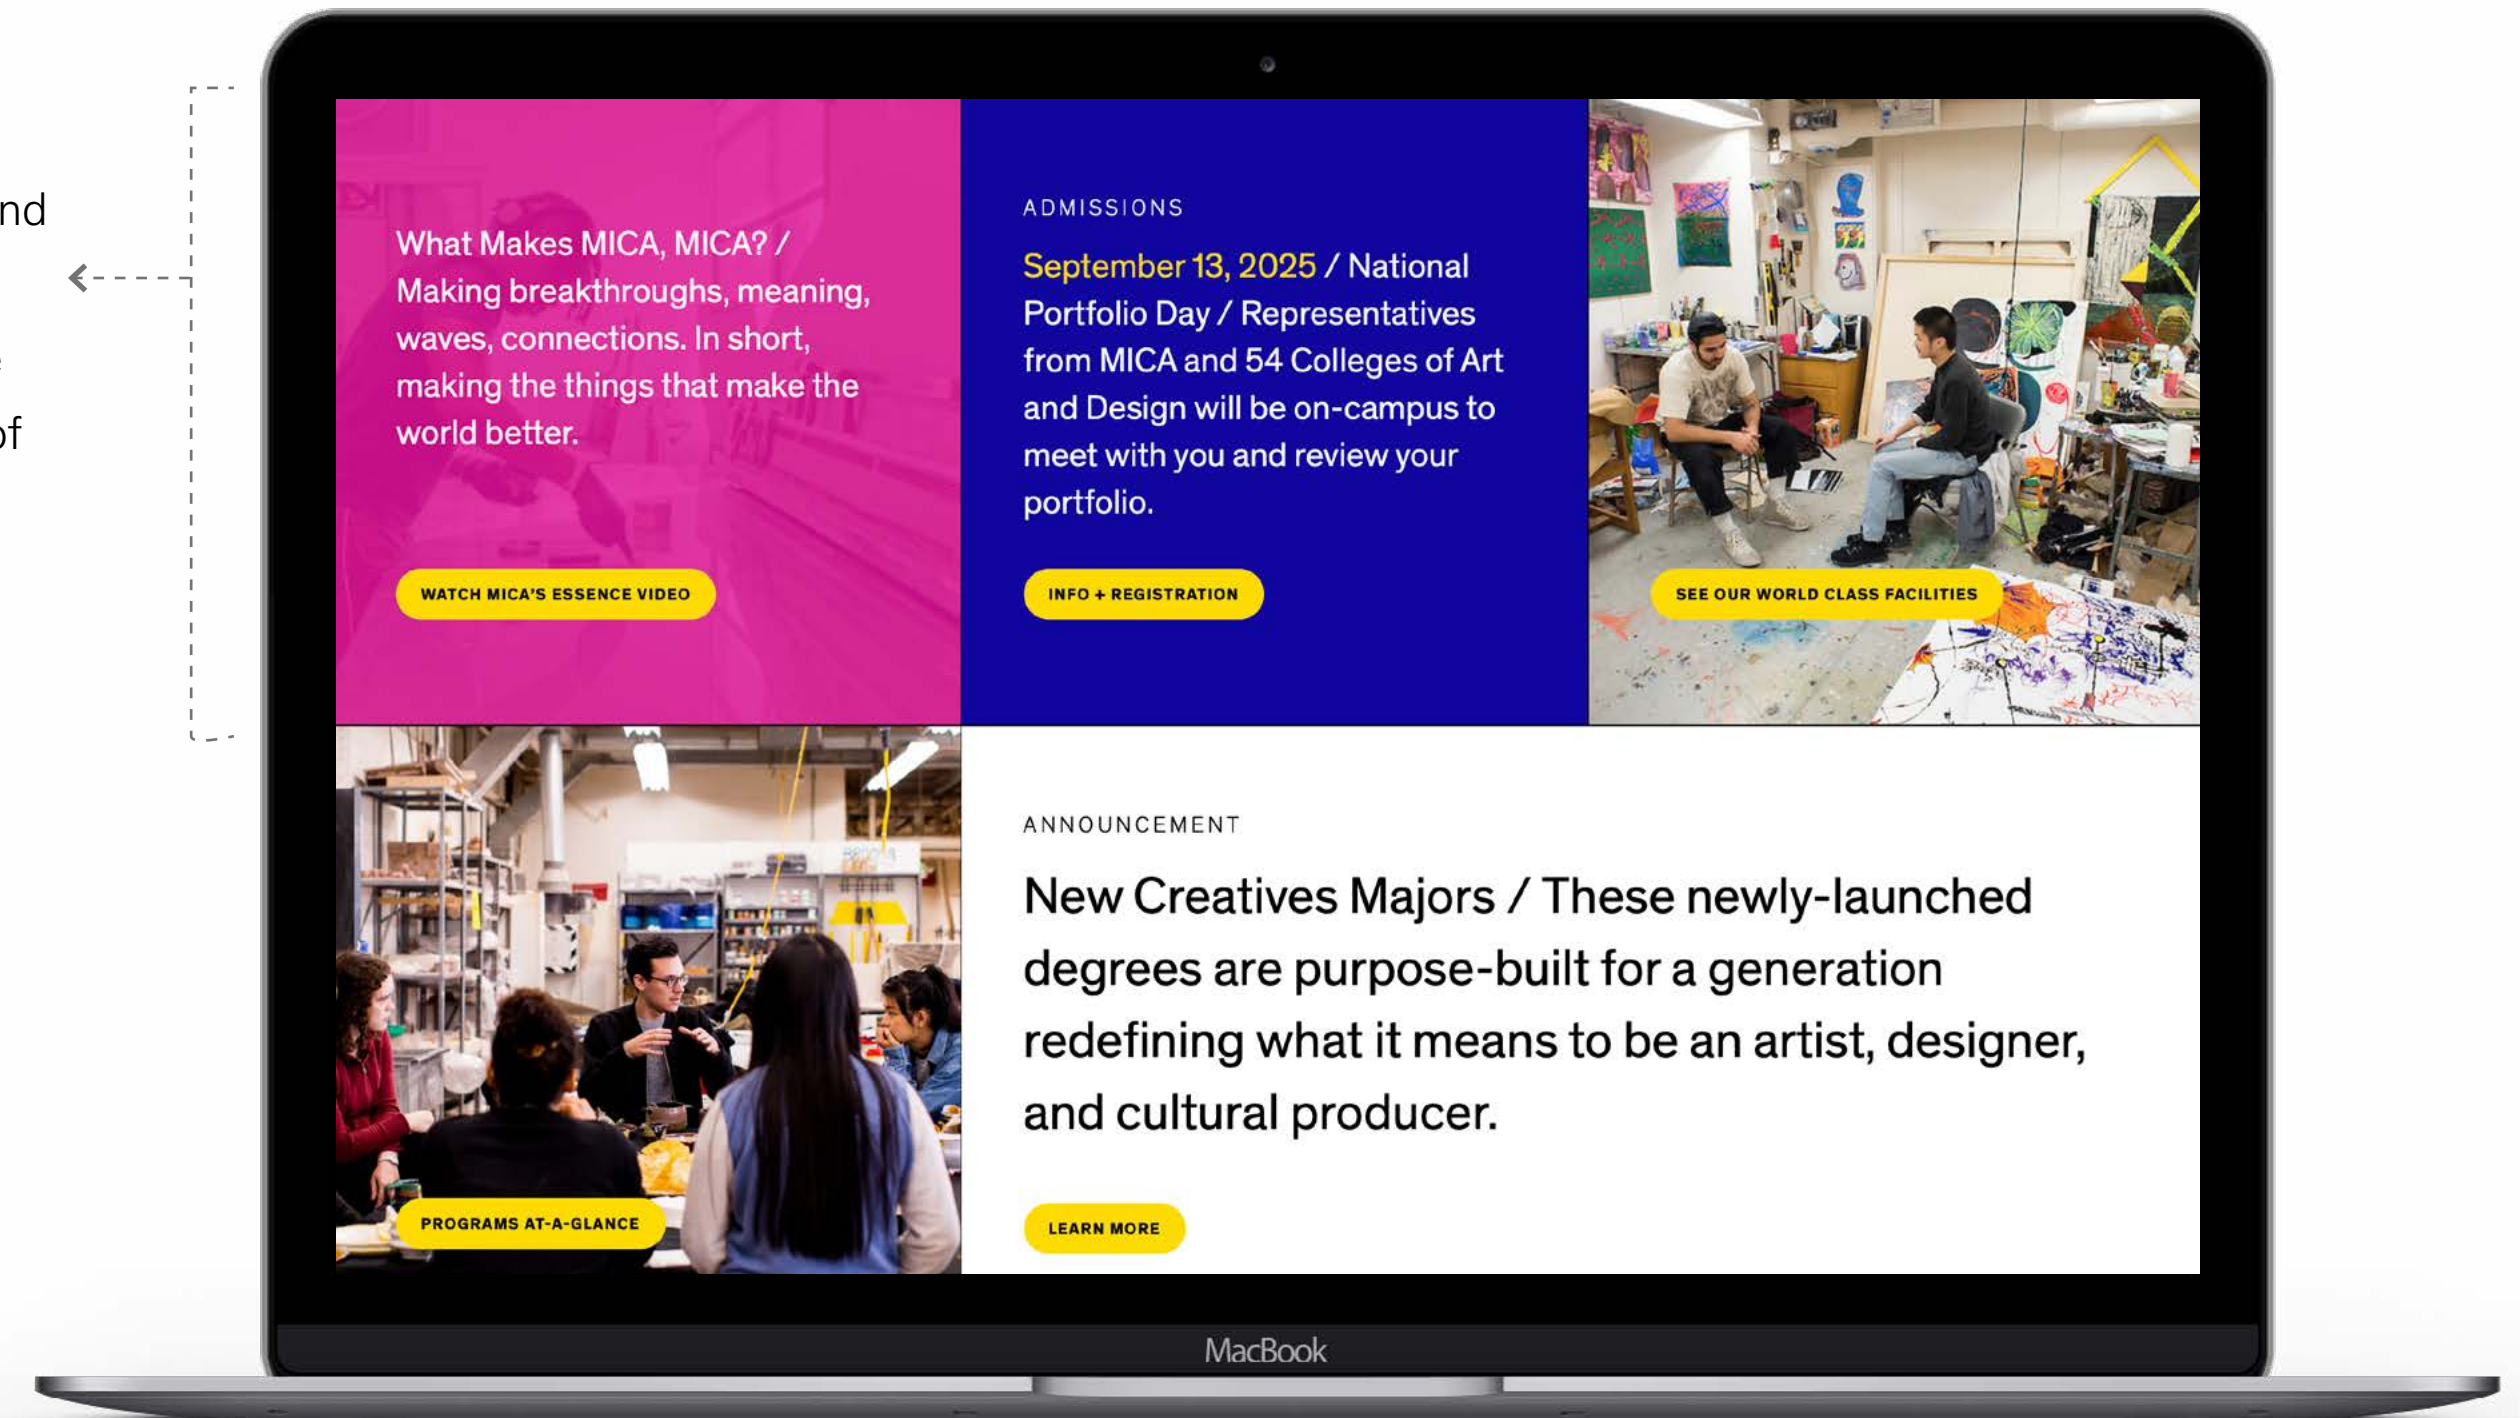 nd
of
What Makes MICA, MICA? /
Making breakthroughs, meaning,
waves, connections. In short,
making the things that make the
world better.
WATCH MICA'S ESSENCE VIDEO
ADMISSIONS
September 13, 2025 / National
Portfolio Day / Representatives
from MICA and 54 Colleges of Art
and Design will be on-campus to
meet with you and review your
portfolio.
INFO + REGISTRATION
SEE OUR WORLD CLASS FACILITIES
PROGRAMS AT-A-GLANCE
ANNOUNCEMENT
New Creatives Majors / These newly-launched
degrees are purpose-built for a generation
redefining what it means to be an artist, designer,
and cultural producer.
LEARN MORE
MacBook